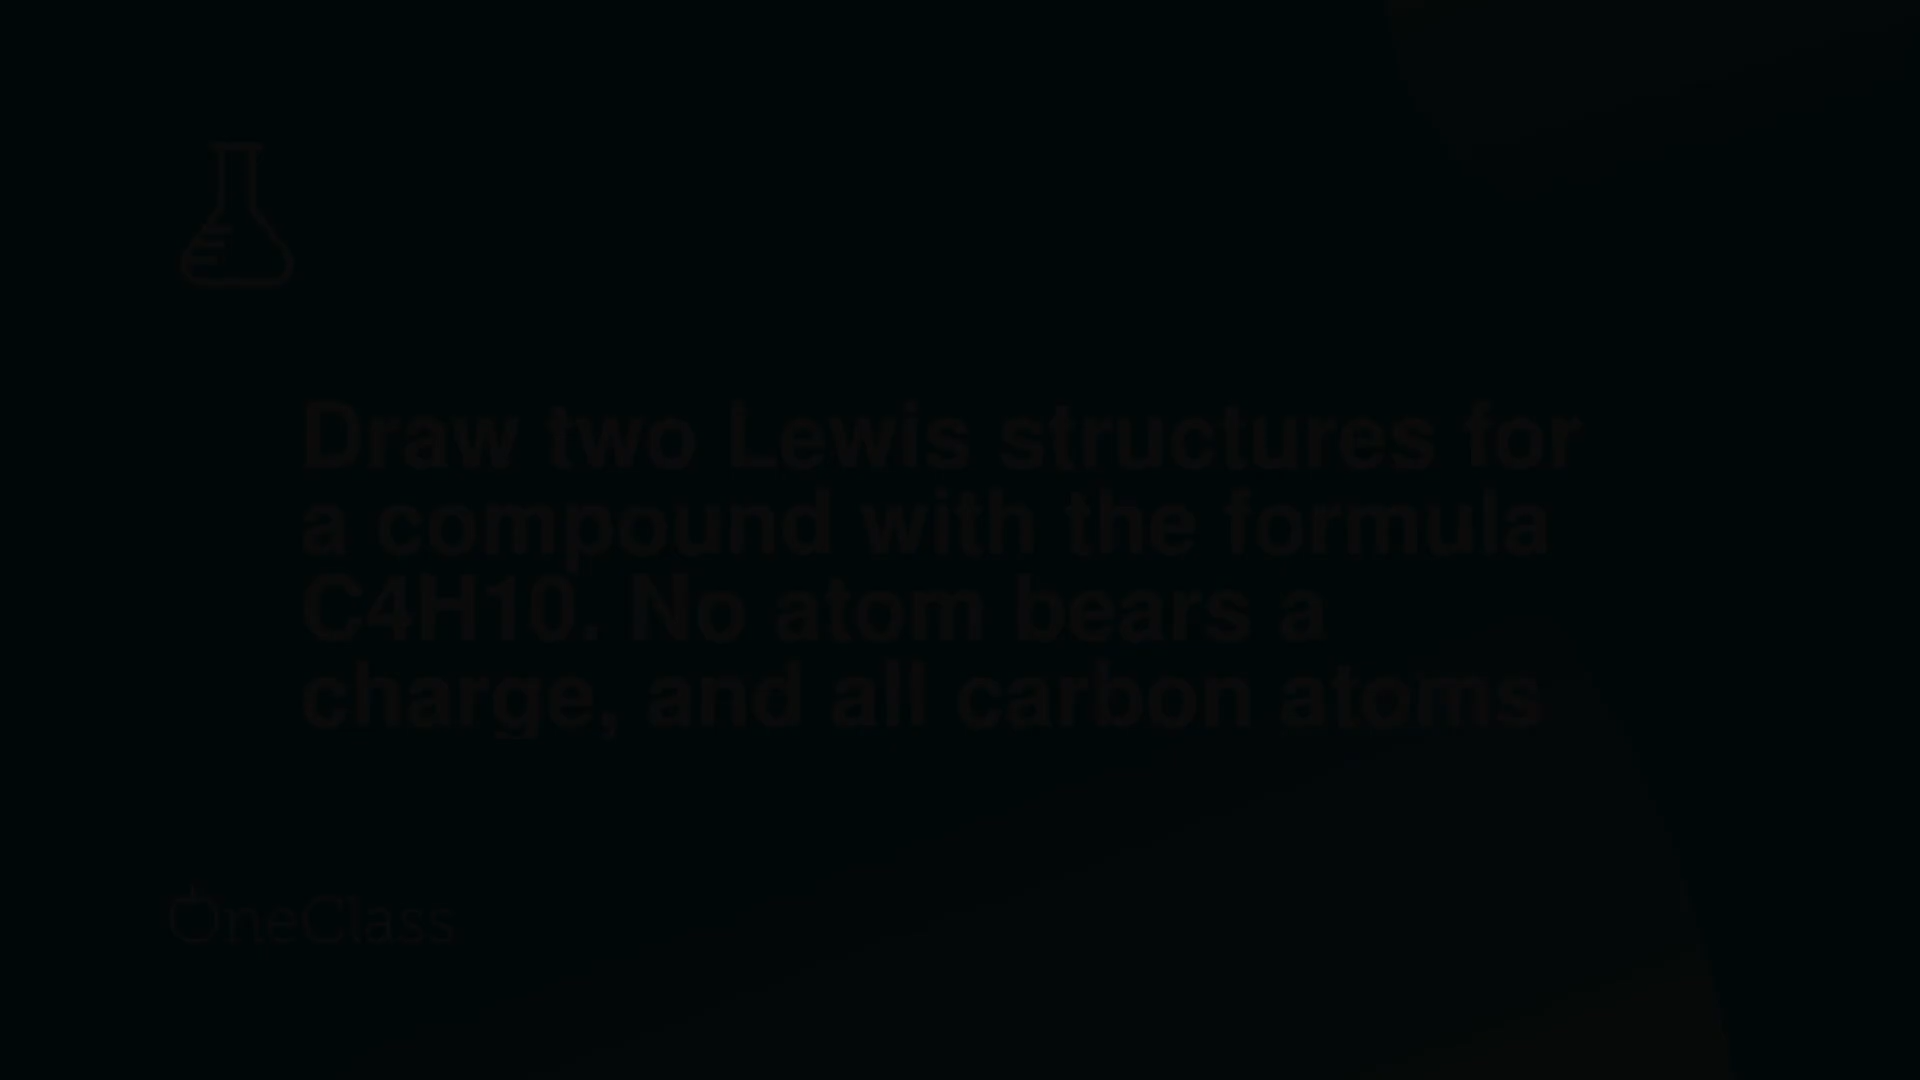 Draw two Lewis structures for
a compound with the formula
C4H10. No atom bears a
charge, and all carbon atoms
OneClass